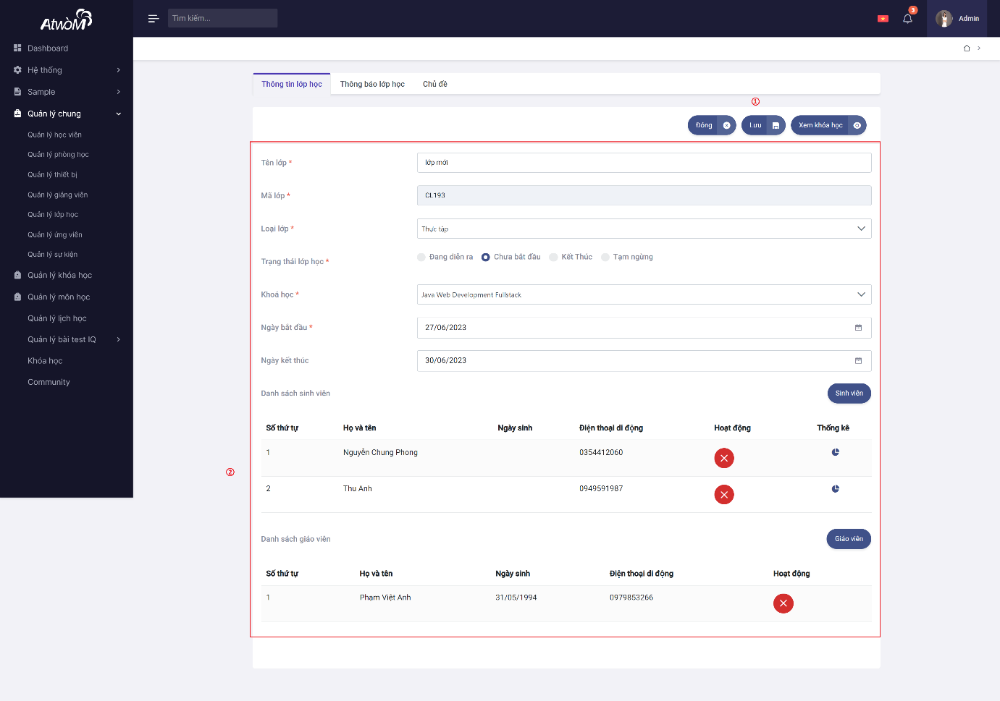 AtwòM
Tìm kiếm...
3
Admin
Dashboard
Hệ thống
Sample
Quản lý chung
Quản lý học viên
Quản lý phòng học
Quản lý thiết bị
Quản lý giảng viên
Quản lý lớp học
Quản lý ứng viên
Quản lý sự kiện
Quản lý khóa học
Quản lý môn học
Quản lý lịch học
Quản lý bài test IQ
Khóa học
Community
Thông tin lớp học
Thông báo lớp học
Chủ đề
①
Đóng
Lưu
Xem khóa học
Tên lớp *
lớp mới
Mã lớp *
CL193
Loại lớp *
Thực tập
Trạng thái lớp học *
Đang diễn ra
Chưa bắt đầu
Kết Thúc
Tạm ngừng
Khoá học *
Java Web Development Fullstack
Ngày bắt đầu *
27/06/2023
Ngày kết thúc
30/06/2023
Danh sách sinh viên
Sinh viên
Số thứ tự Họ và tên Ngày sinh Điện thoại di động Hoạt động Thống kê
1 Nguyễn Chung Phong 0354412060
②
2 Thu Anh 0949591987
Danh sách giáo viên
Giáo viên
Số thứ tự Họ và tên Ngày sinh Điện thoại di động Hoạt động
1 Phạm Việt Anh 31/05/1994 0979853266